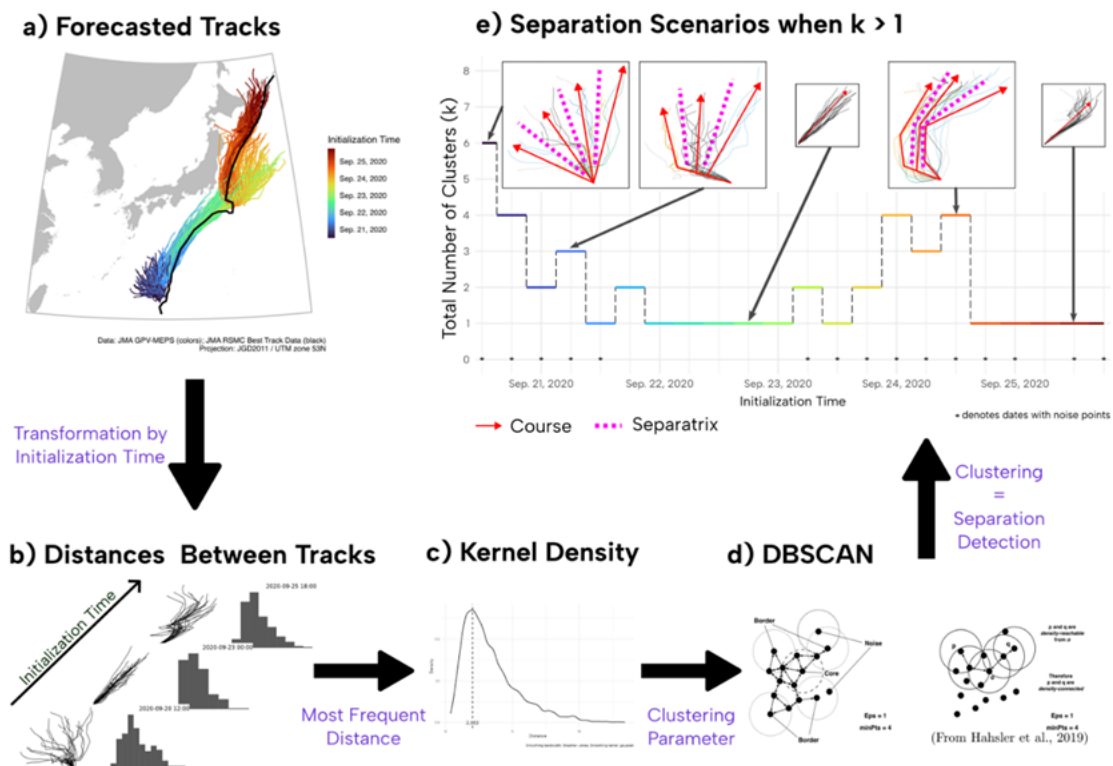 a) Forecasted Tracks
Initialization Time
Sep. 25, 2020
Sep. 24, 2020
Sep. 23, 2020
Sep. 22, 2020
Sep. 21, 2020
Data: JMA GPV-MEPS (colors); JMA RSMC Best Track Data (black)
Projection: JGD2011 / UTM zone 53N
e) Separation Scenarios when k > 1
Total Number of Clusters (k)
8
7
6
5
4
3
2
1
0
Sep. 21, 2020
Sep. 22, 2020
Sep. 23, 2020
Sep. 24, 2020
Sep. 25, 2020
Initialization Time
- denotes dates with noise points
Course
Separatrix
Transformation by
Initialization Time
Clustering
=
Separation
Detection
b) Distances Between Tracks
Initialization Time
2020-09-25 18:00
2020-09-23 00:00
2020-09-20 12:00
Most Frequent
Distance
c) Kernel Density
Density
Distance
Clustering
Parameter
d) DBSCAN
Border
Noise
Core
Border
Eps = 1
minPts = 4
p and q are
density-reachable
from o
Therefore
p and q are
density-connected
Eps = 1
minPts = 4
(From Hahsler et al., 2019)